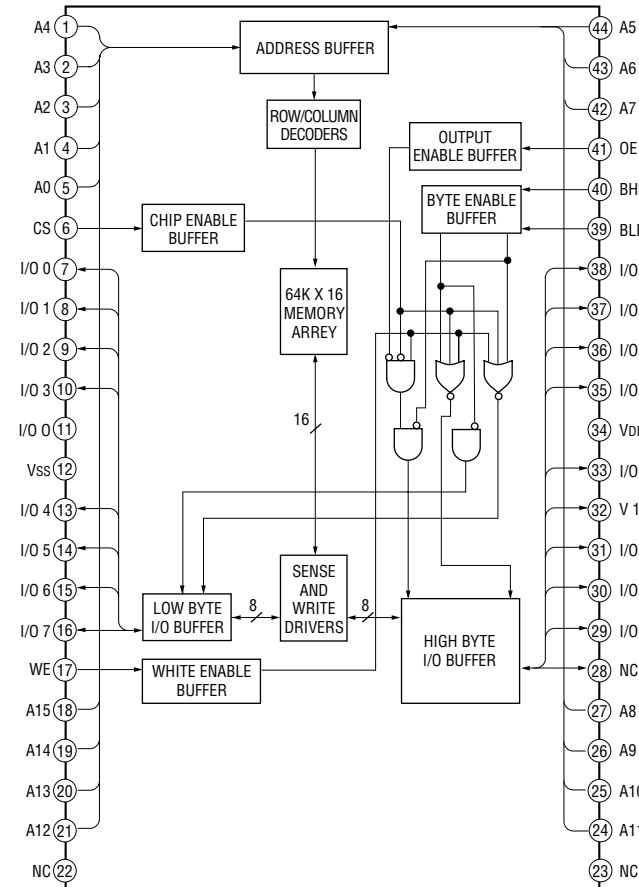 A4 1
A3 2
A2 3
A1 4
A0 5
CS 6
I/O 0 7
I/O 1 8
I/O 2 9
I/O 3 10
I/O 0 11
VSS 12
I/O 4 13
I/O 5 14
I/O 6 15
I/O 7 16
WE 17
A15 18
A14 19
A13 20
A12 21
NC 22
ADDRESS BUFFER
ROW/COLUMN
DECODERS
OUTPUT
ENABLE BUFFER
CHIP ENABLE
BUFFER
BYTE ENABLE
BUFFER
64K X 16
MEMORY
ARREY
16
SENSE
AND
WRITE
DRIVERS
LOW BYTE
I/O BUFFER
8
8
HIGH BYTE
I/O BUFFER
WHITE ENABLE
BUFFER
44 A5
43 A6
42 A7
41 OE
40 BH
39 BL
38 I/O
37 I/O
36 I/O
35 I/O
34 VD
33 I/O
32 V 1
31 I/O
30 I/O
29 I/O
28 NC
27 A8
26 A9
25 A10
24 A11
23 NC